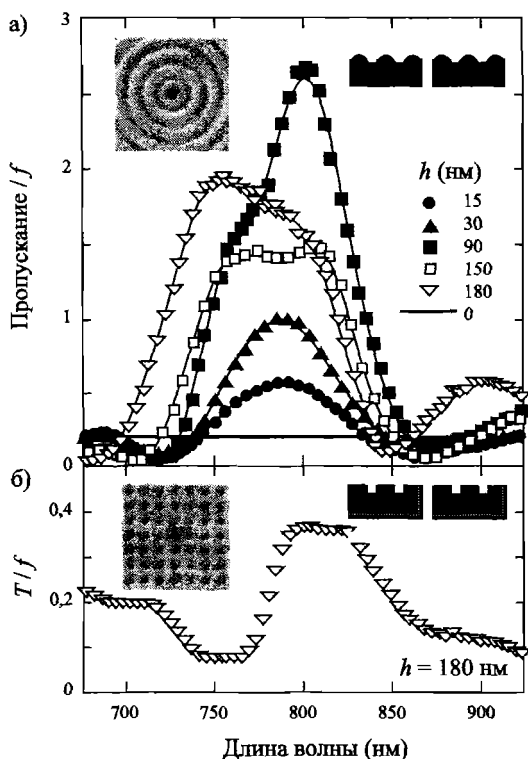 а)
3
2
1
0
Пропускание / f
h (нм)
15
30
90
150
180
0
б)
0,4
0,2
0
T / f
h = 180 нм
700 750 800 850 900
Длина волны (нм)